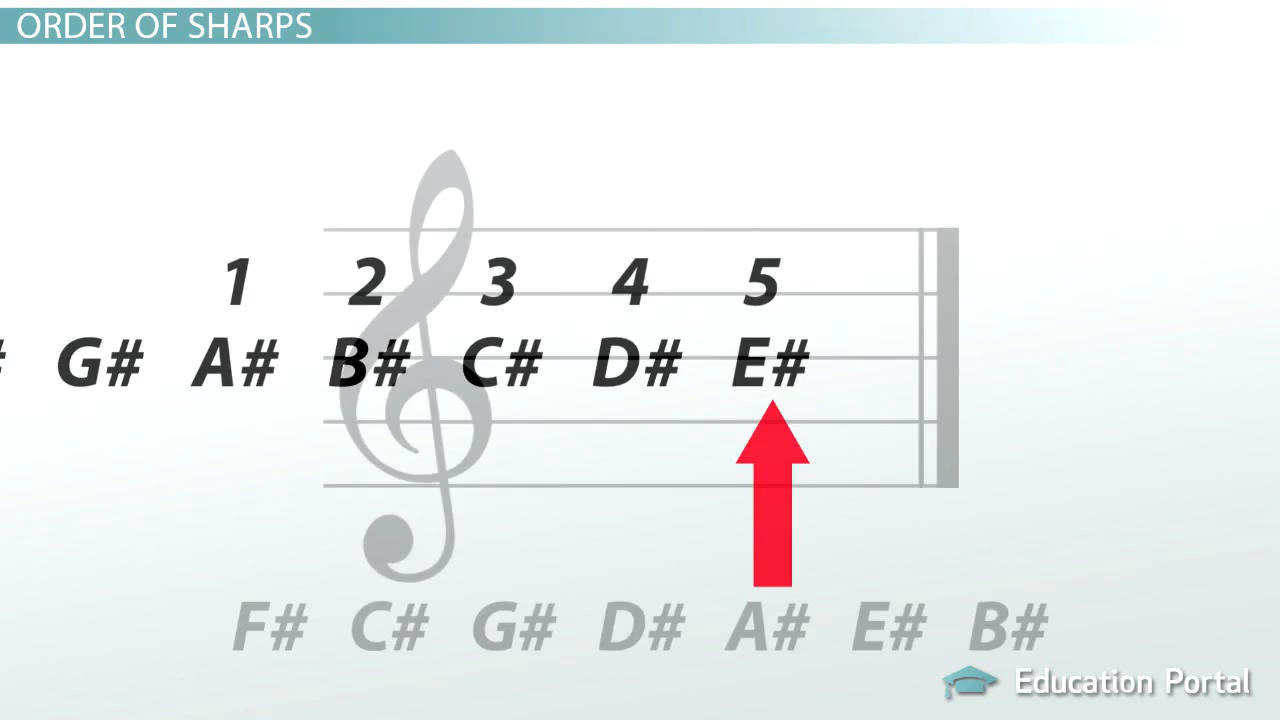 ORDER OF SHARPS
1 2 3 4 5
# G# A# B# C# D# E#
F# C# G# D# A# E# B#
Education Portal